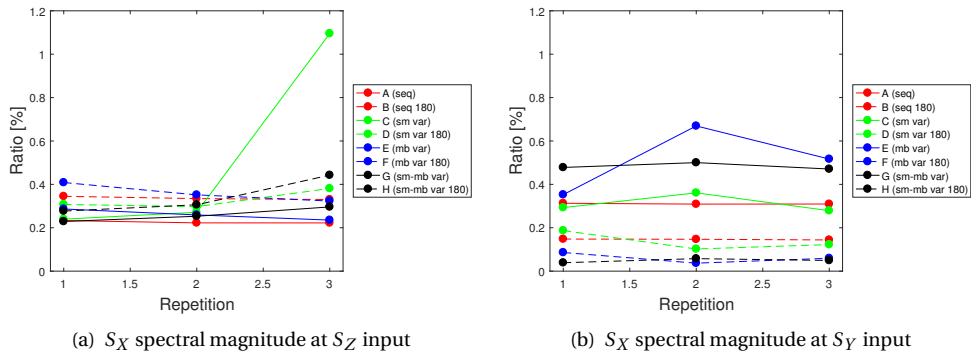 1.2
1
0.8
0.6
0.4
0.2
0
Ratio [%]
1 1.5 2 2.5 3
Repetition
A (seq)
B (seq 180)
C (sm var)
D (sm var 180)
E (mb var)
F (mb var 180)
G (sm-mb var)
H (sm-mb var 180)
(a) S_X spectral magnitude at S_Z input
1.2
1
0.8
0.6
0.4
0.2
0
Ratio [%]
1 1.5 2 2.5 3
Repetition
A (seq)
B (seq 180)
C (sm var)
D (sm var 180)
E (mb var)
F (mb var 180)
G (sm-mb var)
H (sm-mb var 180)
(b) S_X spectral magnitude at S_Y input